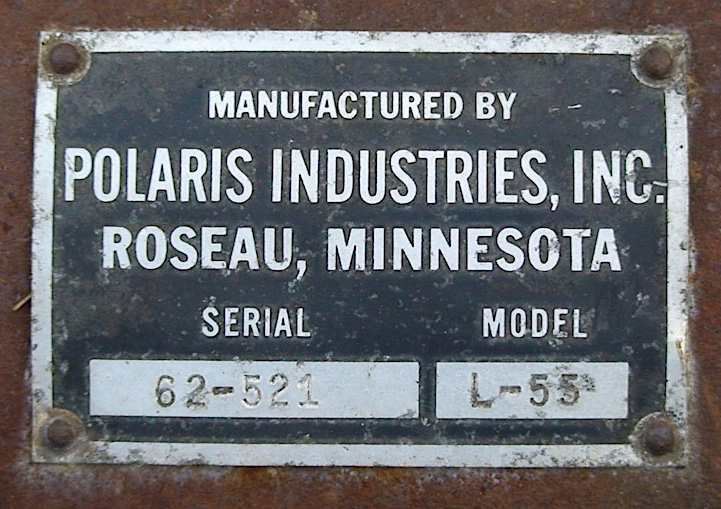 MANUFACTURED BY
POLARIS INDUSTRIES, INC.
ROSEAU, MINNESOTA
SERIAL MODEL
62-521 L-55